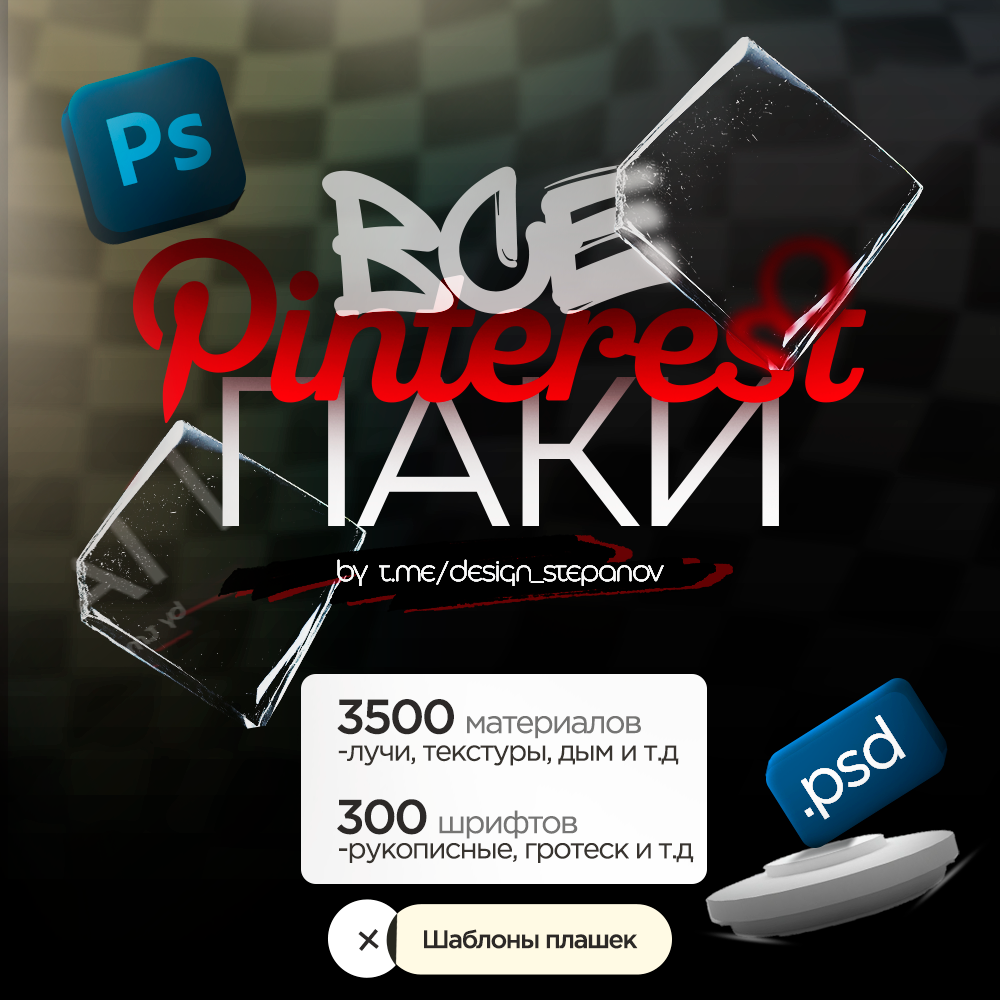 Ps
ВСЕ
Pinterest
ПАКИ
by t.me/design_stepanov
3500 материалов
-лучи, текстуры, дым и т.д
300 шрифтов
-рукописные, гротеск и т.д
.psd
× Шаблоны плашек